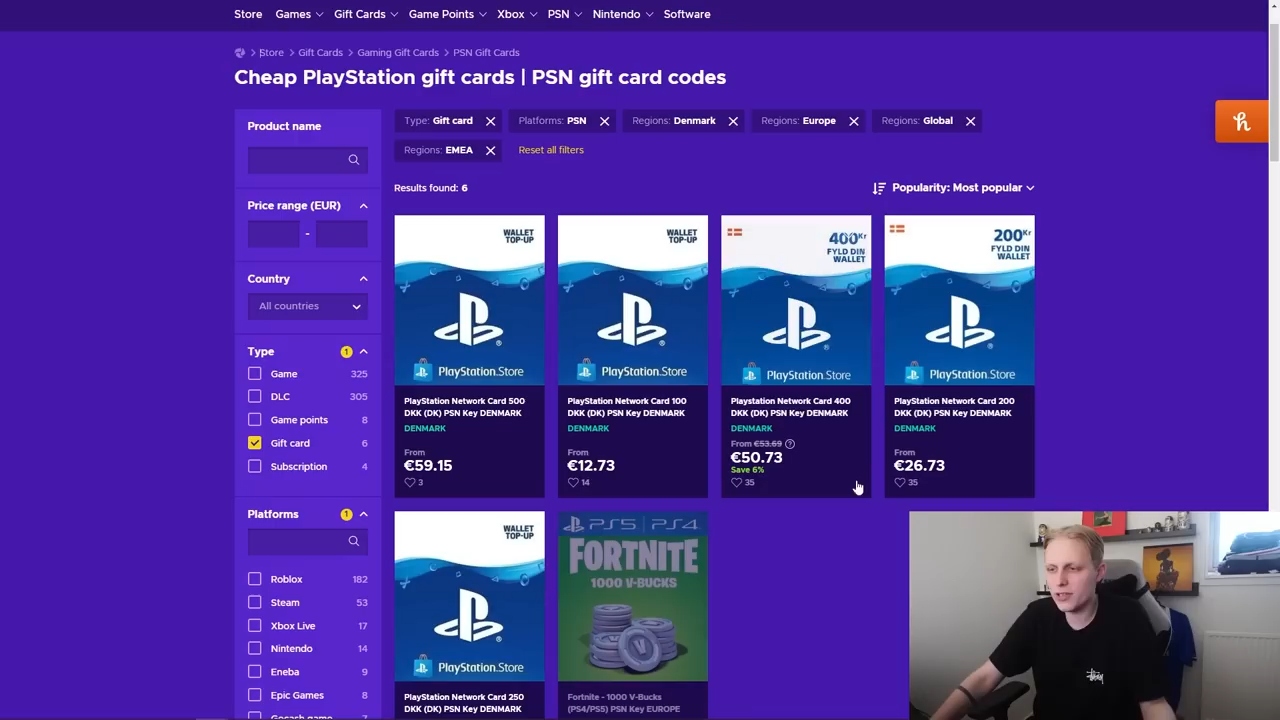 Store Games Gift Cards Game Points Xbox PSN Nintendo Software
Store Gift Cards Gaming Gift Cards PSN Gift Cards
Cheap PlayStation gift cards | PSN gift card codes
Product name
Price range (EUR)
-
Country
All countries
Type 1
Game 325
DLC 305
Game points 8
Gift card 6
Subscription 4
Platforms 1
Roblox 182
Steam 53
Xbox Live 17
Nintendo 14
Eneba 9
Epic Games 8
Type: Gift card
Platforms: PSN
Regions: Denmark
Regions: Europe
Regions: Global
Regions: EMEA
Reset all filters
Results found: 6
Popularity: Most popular
WALLET
TOP-UP
PlayStation.Store
PlayStation Network Card 500
DKK (DK) PSN Key DENMARK
DENMARK
From
€59.15
3
WALLET
TOP-UP
PlayStation.Store
PlayStation Network Card 100
DKK (DK) PSN Key DENMARK
DENMARK
From
€12.73
14
400Kr
FYLD DIN
WALLET
PlayStation.Store
Playstation Network Card 400
DKK (DK) PSN Key DENMARK
DENMARK
From €53.69
€50.73
Save 6%
35
200Kr
FYLD DIN
WALLET
PlayStation.Store
PlayStation Network Card 200
DKK (DK) PSN Key DENMARK
DENMARK
From
€26.73
35
WALLET
TOP-UP
PlayStation.Store
PlayStation Network Card 250
DKK (DK) PSN Key DENMARK
PS5 PS4
FORTNITE
1000 V-BUCKS
Fortnite - 1000 V-Bucks
(PS4/PS5) PSN Key EUROPE